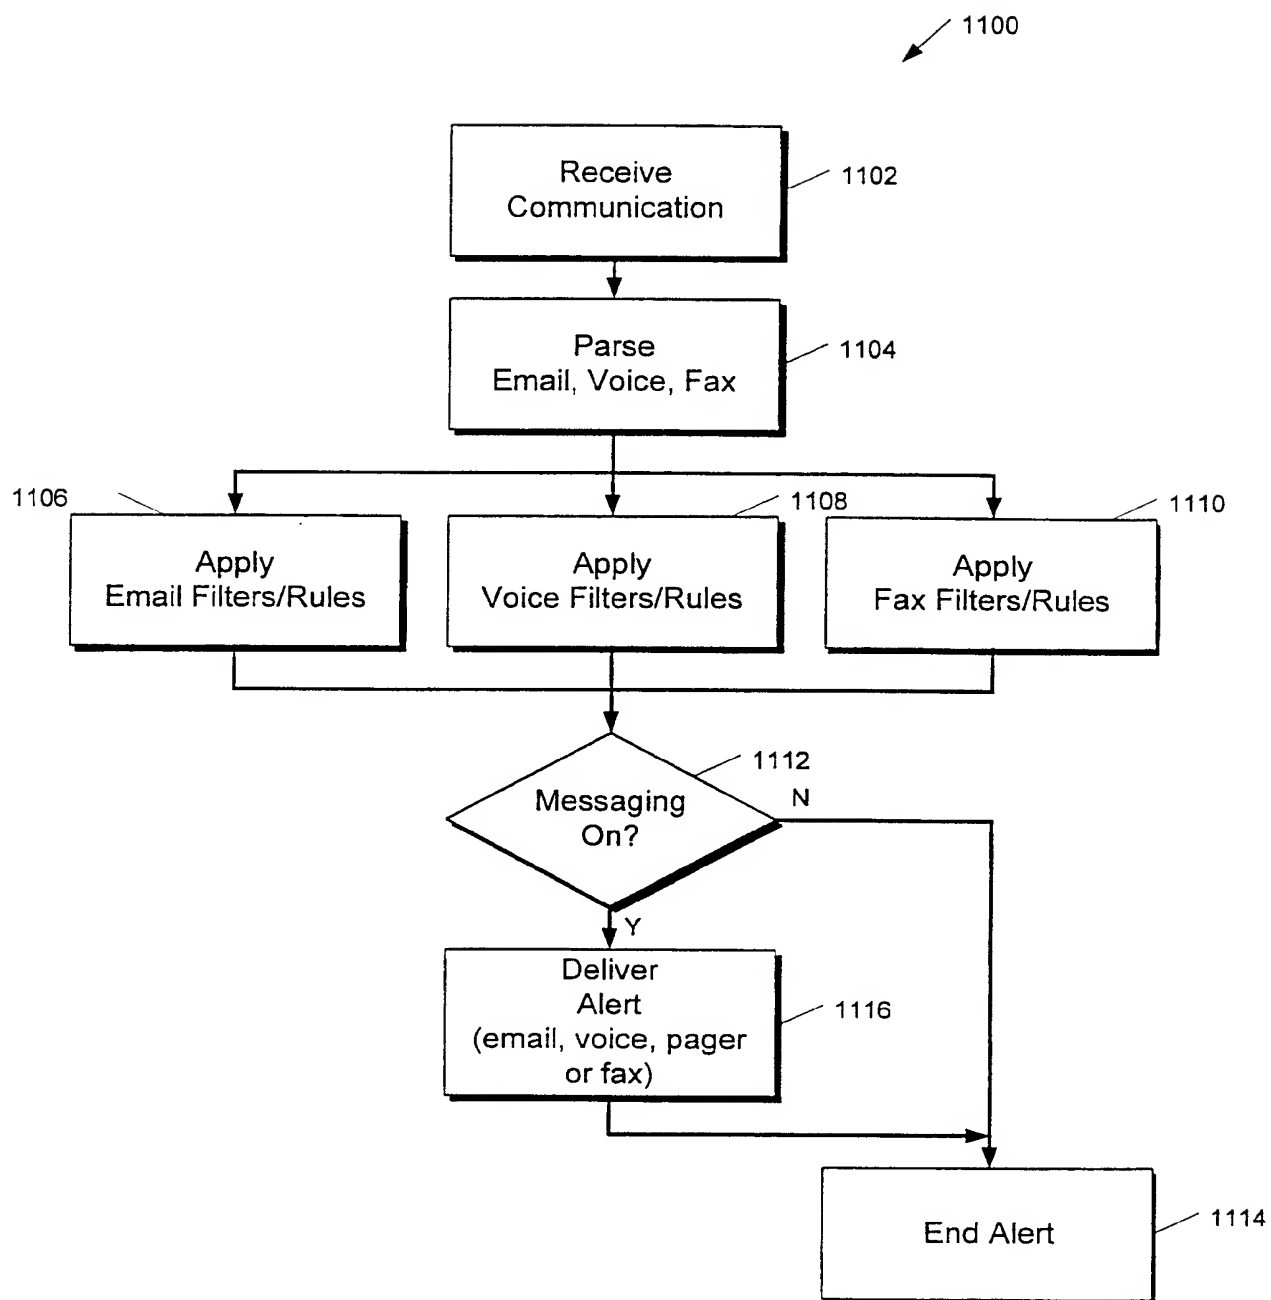 1100
Receive
Communication
1102
Parse
Email, Voice, Fax
1104
1106
Apply
Email Filters/Rules
1108
Apply
Voice Filters/Rules
1110
Apply
Fax Filters/Rules
1112
Messaging
On?
N
Y
Deliver
Alert
(email, voice, pager
or fax)
1116
End Alert
1114